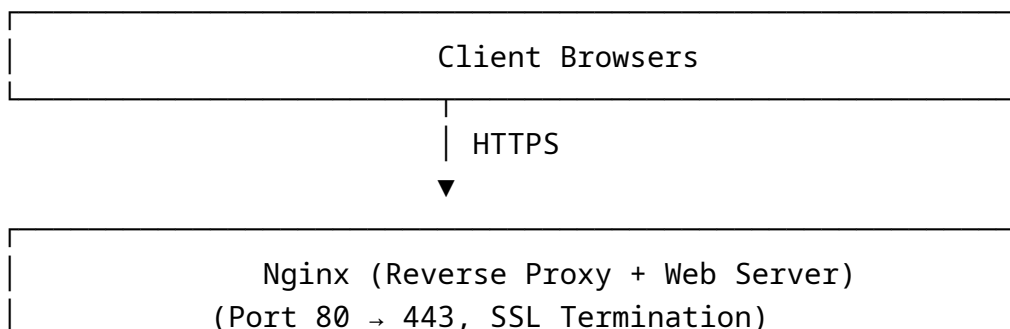 Client Browsers
HTTPS
▼
Nginx (Reverse Proxy + Web Server)
(Port 80 → 443, SSL Termination)